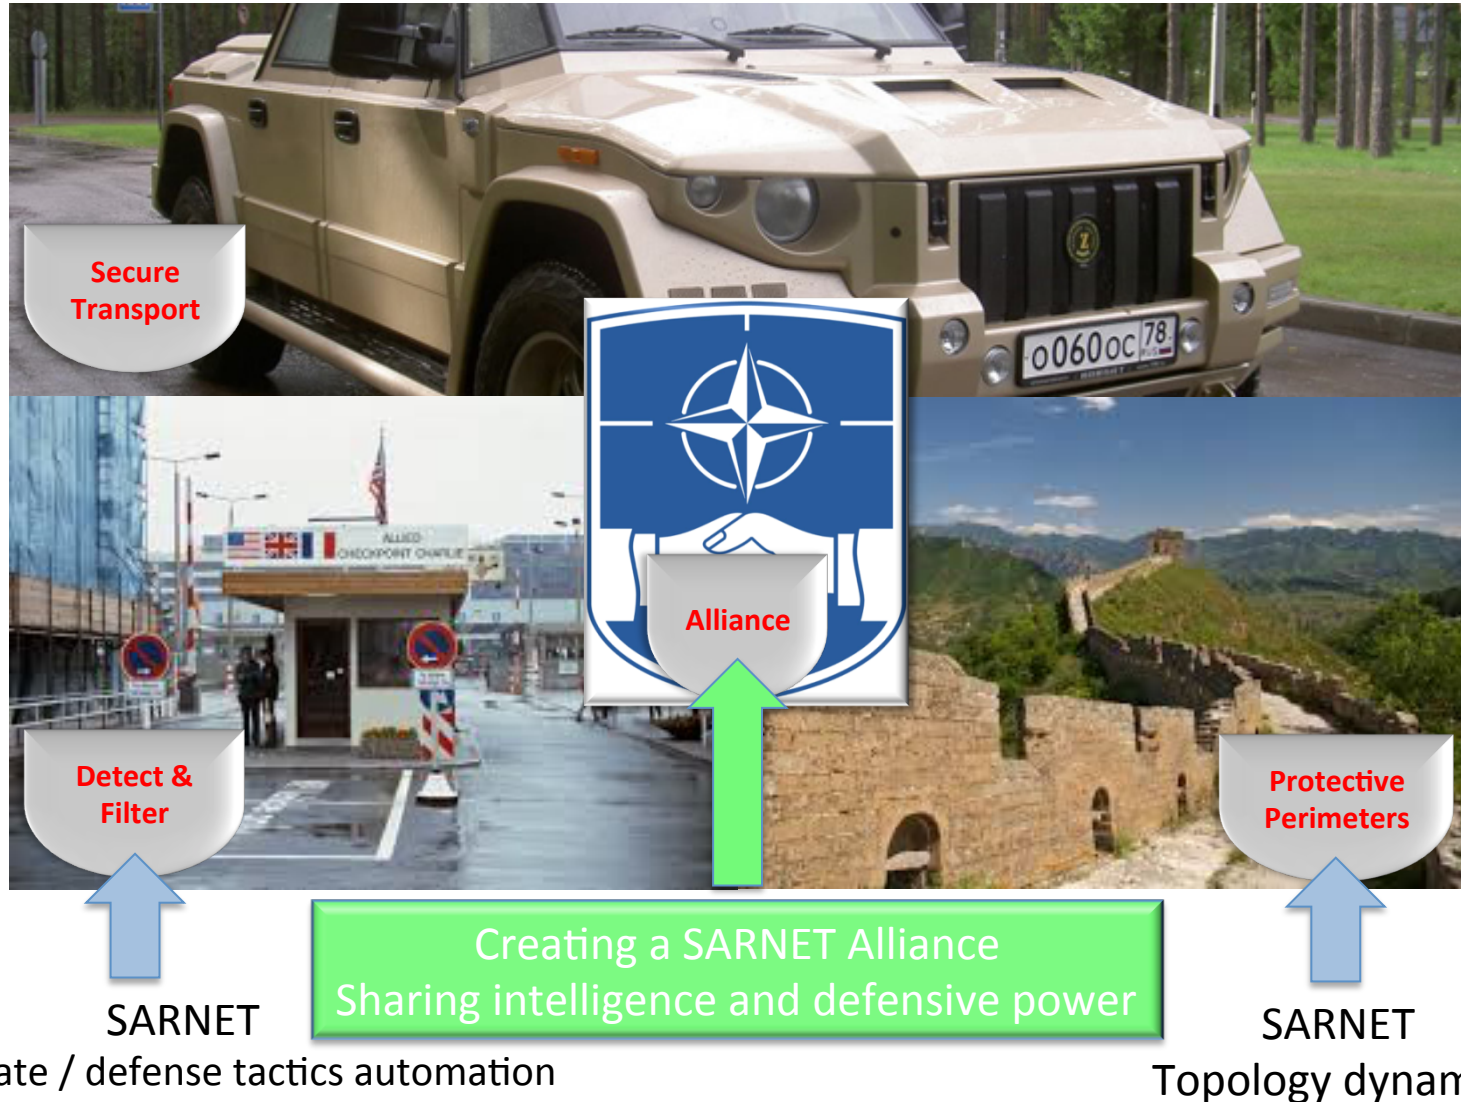 Secure
Transport
o060oc 78
RUS
ALLIED
CHECKPOINT CHARLIE
Alliance
Detect &
Filter
Protective
Perimeters
Creating a SARNET Alliance
Sharing intelligence and defensive power
SARNET
ate / defense tactics automation
SARNET
Topology dynam